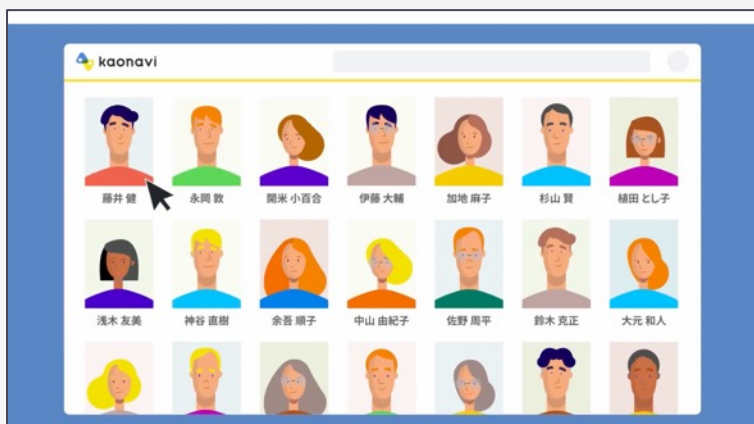 kaonavi
藤井 健 永岡 敦 開米 小百合 伊藤 大輔 加地 麻子 杉山 賢 植田 とし子
浅木 友美 神谷 直樹 余吾 順子 中山 由紀子 佐野 周平 鈴木 克正 大元 和人